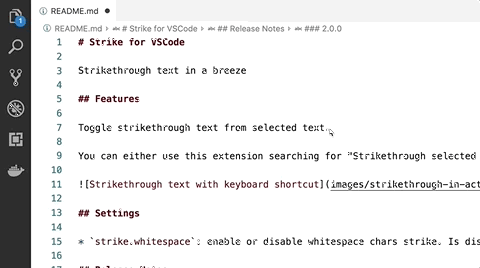 README.md
README.md > # Strike for VSCode > ## Release Notes > ### 2.0.0
1 # Strike for VSCode
2
3 Strikethrough text in a breeze
4
5 ## Features
6
7 Toggle strikethrough text from selected text.
8
9 You can either use this extension searching for "Strikethrough selected
10
11 ![Strikethrough text with keyboard shortcut](images/strikethrough-in-act
12
13 ## Settings
14
15 * `strike.whitespace`: enable or disable whitespace chars strike. Is dis
16
17 ## Release Notes